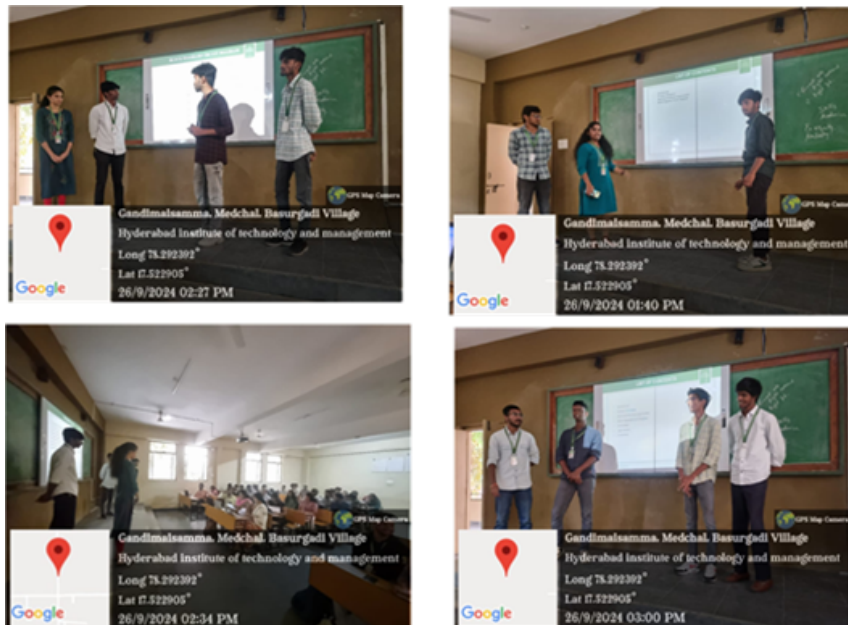 GPS Map Camera
Gandimaisamma. Medchal. Basurgadi Village
Hyderabad institute of technology and management
Long 78.292392°
Lat 17.522905°
Google
26/9/2024 02:27 PM
GPS Map Camera
Gandimaisamma. Medchal. Basurgadi Village
Hyderabad institute of technology and management
Long 78.292392°
Lat 17.522905°
Google
26/9/2024 01:40 PM
GPS Map Camera
Gandimaisamma. Medchal. Basurgadi Village
Hyderabad institute of technology and management
Long 78.292392°
Lat 17.522905°
Google
26/9/2024 02:34 PM
GPS Map Camera
Gandimaisamma. Medchal. Basurgadi Village
Hyderabad institute of technology and management
Long 78.292392°
Lat 17.522905°
Google
26/9/2024 03:00 PM